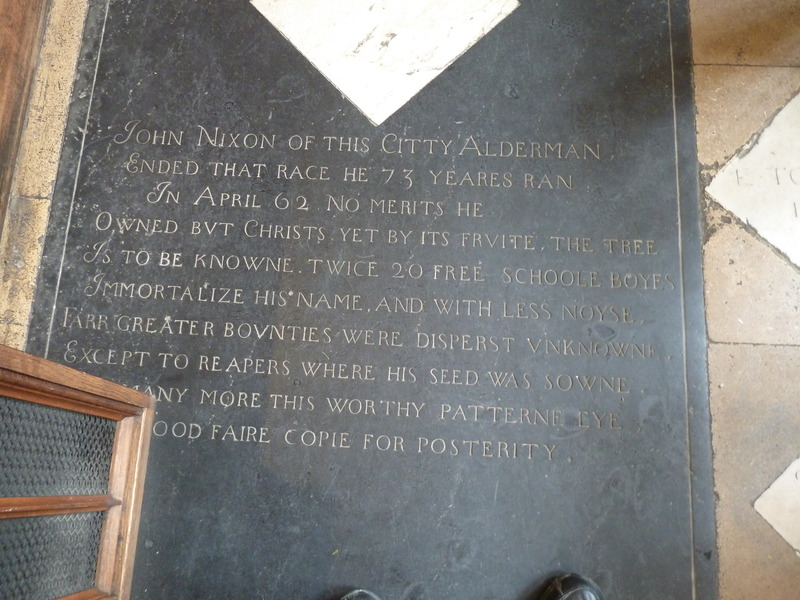 JOHN NIXON OF THIS CITTY ALDERMAN,
ENDED THAT RACE HE 73 YEARES RAN
IN APRIL 62. NO MERITS HE
OWNED BVT CHRISTS. YET BY ITS FRVITE, THE TREE
IS TO BE KNOWNE. TWICE 20 FREE SCHOOLE BOYES
IMMORTALIZE HIS NAME, AND WITH LESS NOYSE,
FARR GREATER BOVNTIES WERE DISPERST VNKNOWNE,
EXCEPT TO REAPERS WHERE HIS SEED WAS SOWNE.
MANY MORE THIS WORTHY PATTERNE EYE,
OOD FAIRE COPIE FOR POSTERITY.